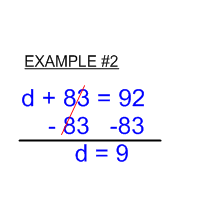 EXAMPLE #2
d + 83 = 92
- 83 -83
d = 9